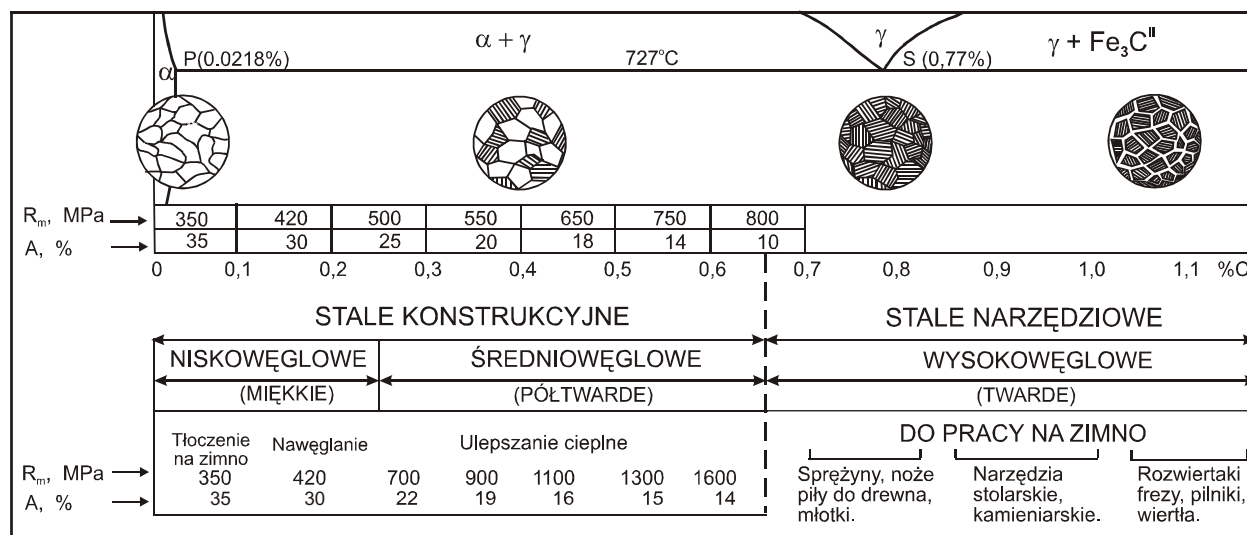 α + γ
γ
γ + Fe₃Cᴵᴵ
α
P(0.0218%)
727°C
S (0,77%)
Rₘ, MPa
350 420 500 550 650 750 800
A, %
35 30 25 20 18 14 10
0 0,1 0,2 0,3 0,4 0,5 0,6 0,7 0,8 0,9 1,0 1,1 %C
STALE KONSTRUKCYJNE
STALE NARZĘDZIOWE
NISKOWĘGLOWE
ŚREDNIOWĘGLOWE
WYSOKOWĘGLOWE
(MIĘKKIE)
(PÓŁTWARDE)
(TWARDE)
Tłoczenie
na zimno
Nawęglanie
Ulepszanie cieplne
DO PRACY NA ZIMNO
Rₘ, MPa
350 420 700 900 1100 1300 1600
A, %
35 30 22 19 16 15 14
Sprężyny, noże
piły do drewna,
młotki.
Narzędzia
stolarskie,
kamieniarskie.
Rozwiertaki
frezy, pilniki,
wiertła.